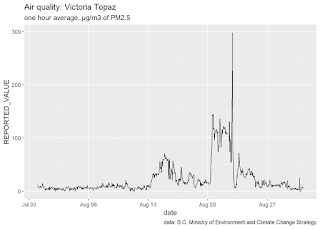 Air quality: Victoria Topaz
one hour average, µg/m3 of PM2.5
300
200
100
0
REPORTED_VALUE
Jul 30
Aug 06
Aug 13
Aug 20
Aug 27
date
data: B.C. Ministry of Environment and Climate Change Strategy